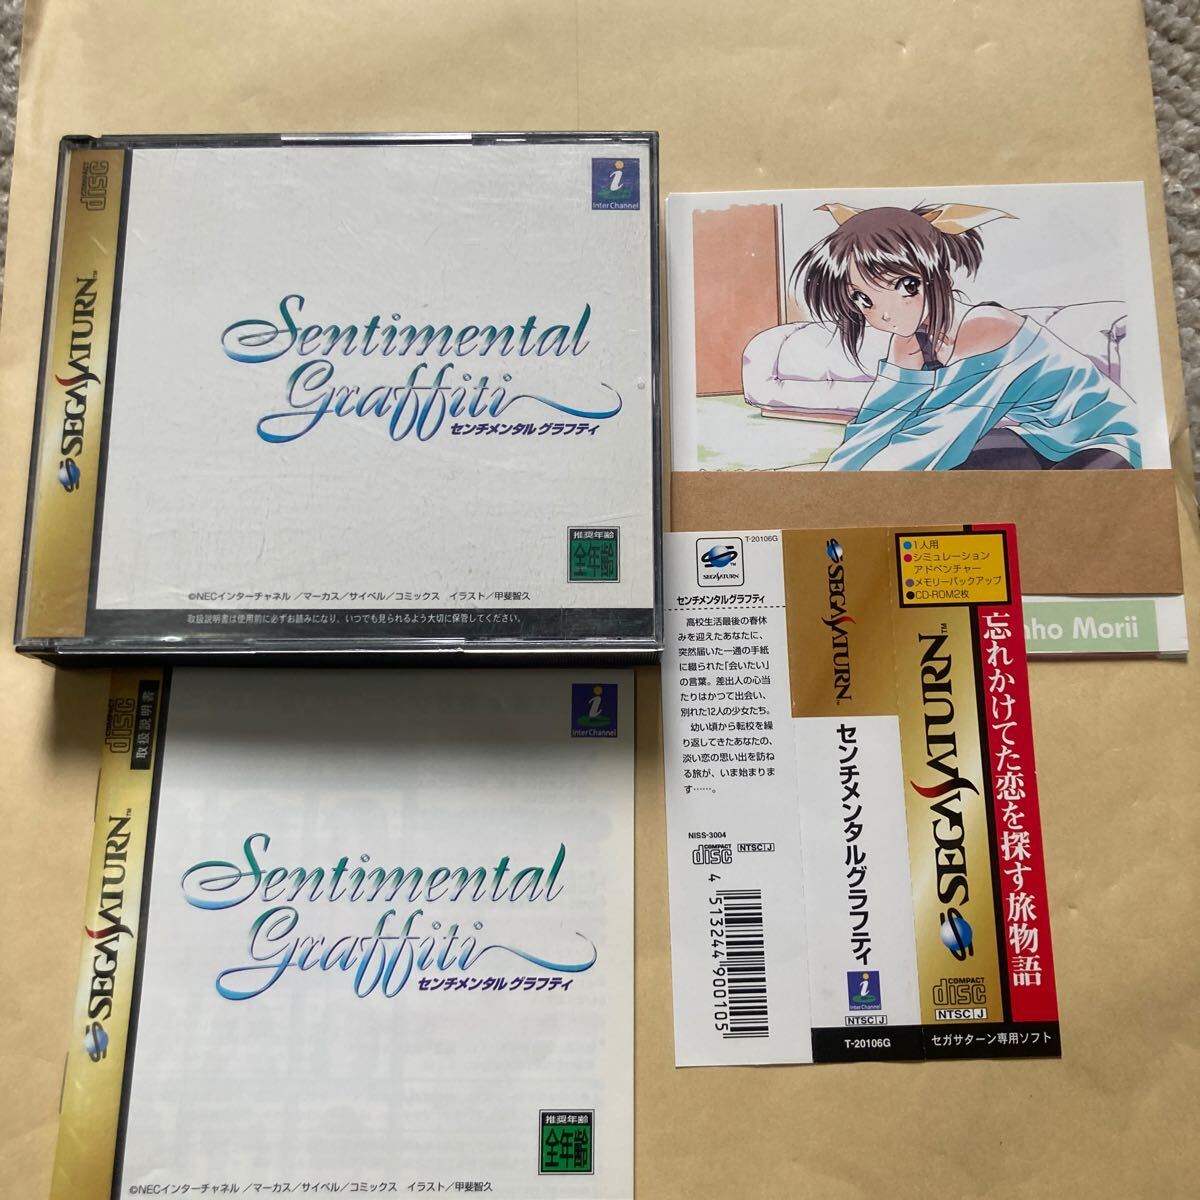 COMPACT
disc
SEGA SATURN™
InterChannel
Sentimental
Graffiti
センチメンタル グラフティ
推奨年齢
全年齢
©NECインターチャネル／マーカス／サイベル／コミックス イラスト／甲斐智久
取扱説明書は使用前に必ずお読みになり、いつでも見られるよう大切に保管してください。
COMPACT
disc
取扱説明書
SEGA SATURN™
InterChannel
Sentimental
Graffiti
センチメンタル グラフティ
推奨年齢
全年齢
©NECインターチャネル／マーカス／サイベル／コミックス イラスト／甲斐智久
nho Morii
T-20106G
SEGA SATURN
センチメンタルグラフティ
高校生活最後の春休
みを迎えたあなたに、
突然届いた一通の手紙
に綴られた「会いたい」
の言葉。差出人の心当
たりはかつて出会い、
別れた12人の少女たち。
幼い頃から転校を繰
り返してきたあなたの、
淡い恋の思い出を訪ね
る旅が、いま始まりま
す……。
NISS-3004
COMPACT
disc
NTSC J
4 513244 900105
SEGA SATURN™
センチメンタルグラフティ
InterChannel
NTSC J
T-20106G
●1人用
●シミュレーション
アドベンチャー
●メモリーバックアップ
●CD-ROM2枚
SEGA SATURN™
COMPACT
disc
NTSC J
セガサターン専用ソフト
忘れかけてた恋を探す旅物語